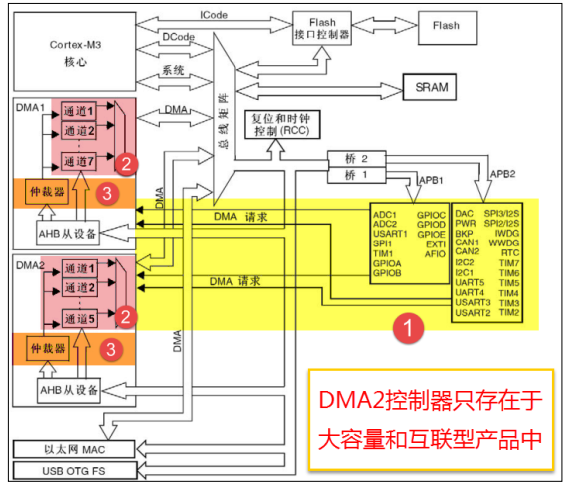 ICode
Cortex-M3
核心
DCode
系统
DMA
总线矩阵
Flash
接口控制器
Flash
SRAM
复位和时钟
控制(RCC)
桥 2
桥 1
APB1
APB2
DMA1
通道1
通道2
通道7
2
仲裁器
3
AHB从设备
DMA
DMA 请求
ADC1 GPIOC
ADC2 GPIOD
USART1 GPIOE
3PI1 EXTI
TIM1 AFIO
GPIOA
GPIOB
DAC SPI3/I2S
PWR SPI2/I2S
BKP IWDG
CAN1 WWDG
CAN2 RTC
I2C2 TIM7
I2C1 TIM6
UART5 TIM5
UART4 TIM4
USART3 TIM3
USART2 TIM2
DMA2
通道1
通道2
通道5
2
仲裁器
3
AHB从设备
DMA 请求
1
DMA
DMA2控制器只存在于
大容量和互联型产品中
以太网 MAC
USB OTG FS